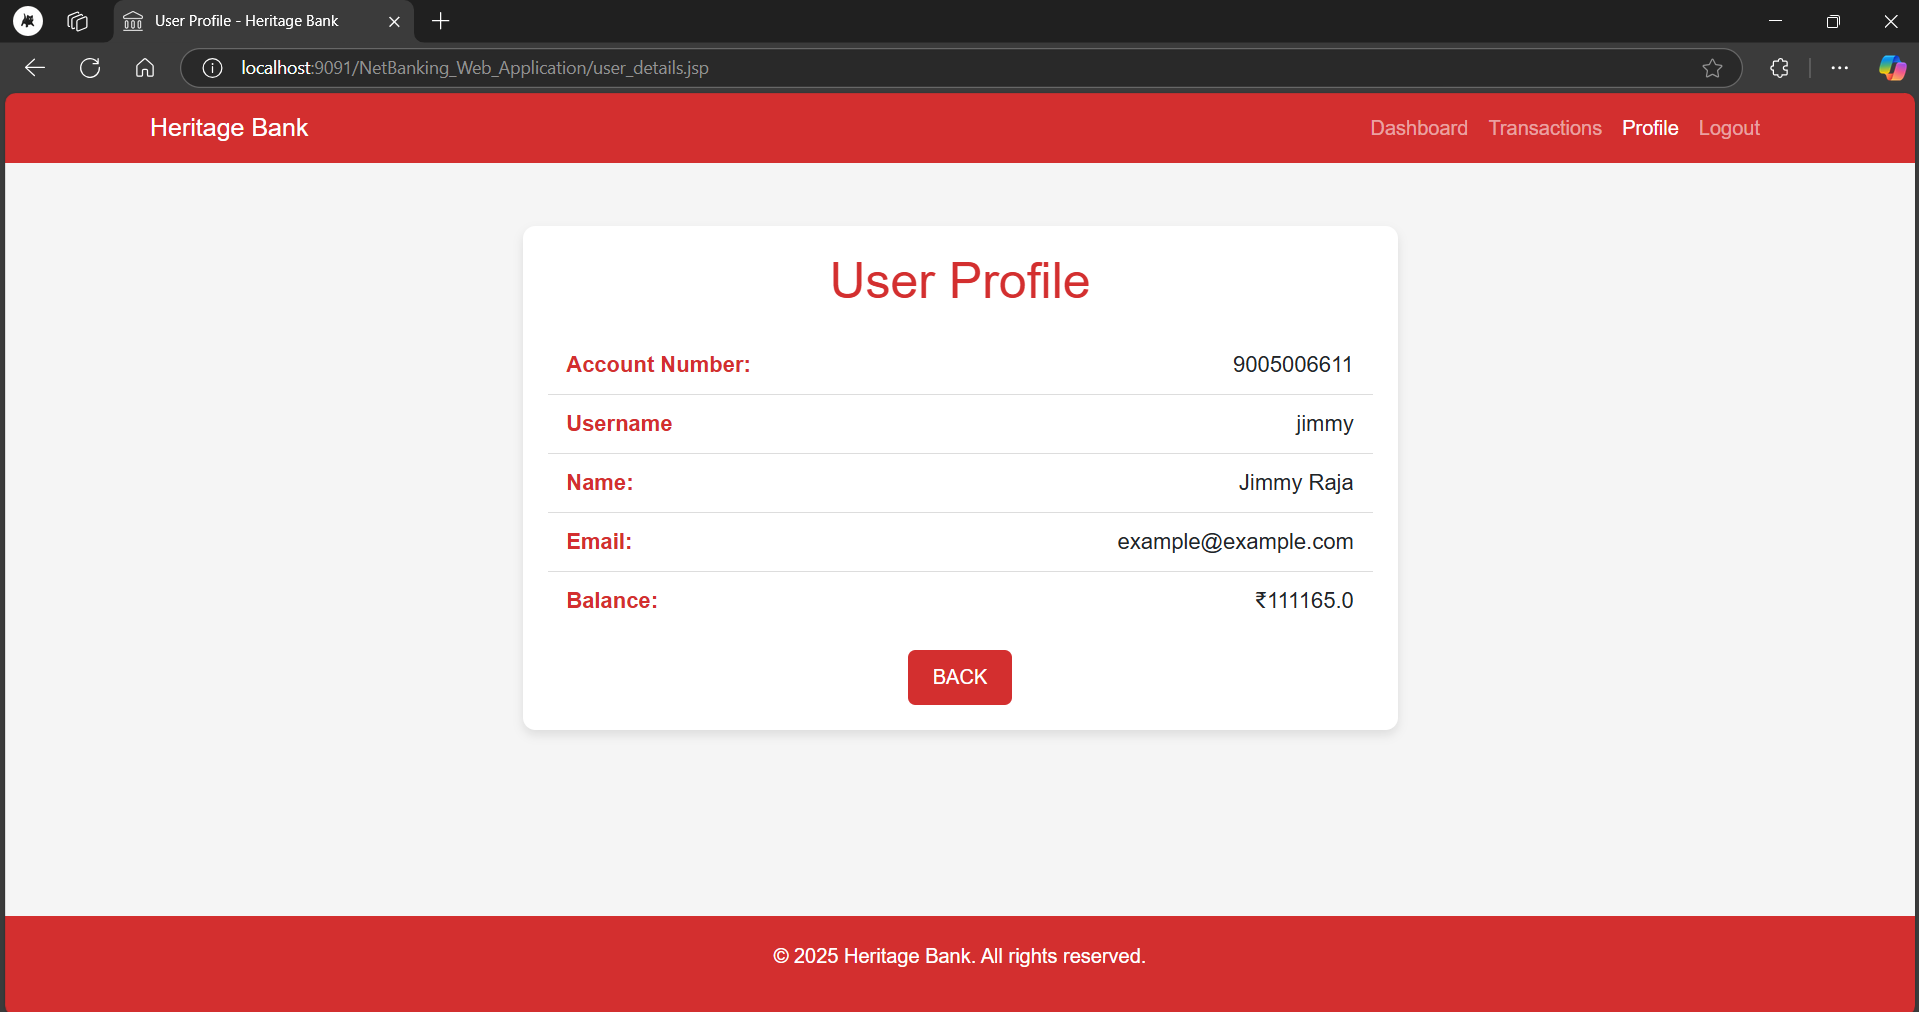 User Profile - Heritage Bank
localhost:9091/NetBanking_Web_Application/user_details.jsp
Heritage Bank Dashboard Transactions Profile Logout
User Profile
Account Number: 9005006611
Username jimmy
Name: Jimmy Raja
Email: example@example.com
Balance: ₹111165.0
BACK
© 2025 Heritage Bank. All rights reserved.